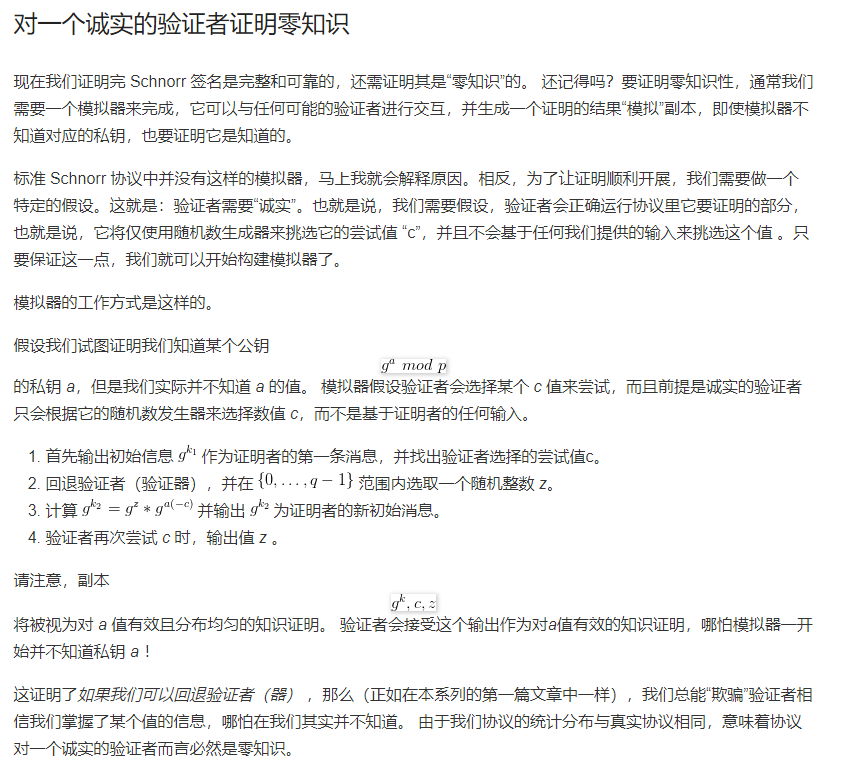 对一个诚实的验证者证明零知识
现在我们证明完 Schnorr 签名是完整和可靠的，还需证明其是“零知识”的。 还记得吗？要证明零知识性，通常我们
需要一个模拟器来完成，它可以与任何可能的验证者进行交互，并生成一个证明的结果“模拟”副本，即使模拟器不
知道对应的私钥，也要证明它是知道的。
标准 Schnorr 协议中并没有这样的模拟器，马上我就会解释原因。相反，为了让证明顺利开展，我们需要做一个
特定的假设。这就是：验证者需要“诚实”。也就是说，我们需要假设，验证者会正确运行协议里它要证明的部分，
也就是说，它将仅使用随机数生成器来挑选它的尝试值 “c”，并且不会基于任何我们提供的输入来挑选这个值 。只
要保证这一点，我们就可以开始构建模拟器了。
模拟器的工作方式是这样的。
假设我们试图证明我们知道某个公钥
g^a mod p
的私钥 a，但是我们实际并不知道 a 的值。 模拟器假设验证者会选择某个 c 值来尝试，而且前提是诚实的验证者
只会根据它的随机数发生器来选择数值 c，而不是基于证明者的任何输入。
1. 首先输出初始信息 g^{k_1} 作为证明者的第一条消息，并找出验证者选择的尝试值c。
2. 回退验证者（验证器），并在 {0, . . . , q − 1} 范围内选取一个随机整数 z。
3. 计算 g^{k_2} = g^z * g^{a(−c)} 并输出 g^{k_2} 为证明者的新初始消息。
4. 验证者再次尝试 c 时，输出值 z 。
请注意，副本
g^k, c, z
将被视为对 a 值有效且分布均匀的知识证明。 验证者会接受这个输出作为对a值有效的知识证明，哪怕模拟器一开
始并不知道私钥 a！
这证明了如果我们可以回退验证者（器），那么（正如在本系列的第一篇文章中一样），我们总能“欺骗”验证者相
信我们掌握了某个值的信息，哪怕在我们其实并不知道。 由于我们协议的统计分布与真实协议相同，意味着协议
对一个诚实的验证者而言必然是零知识。